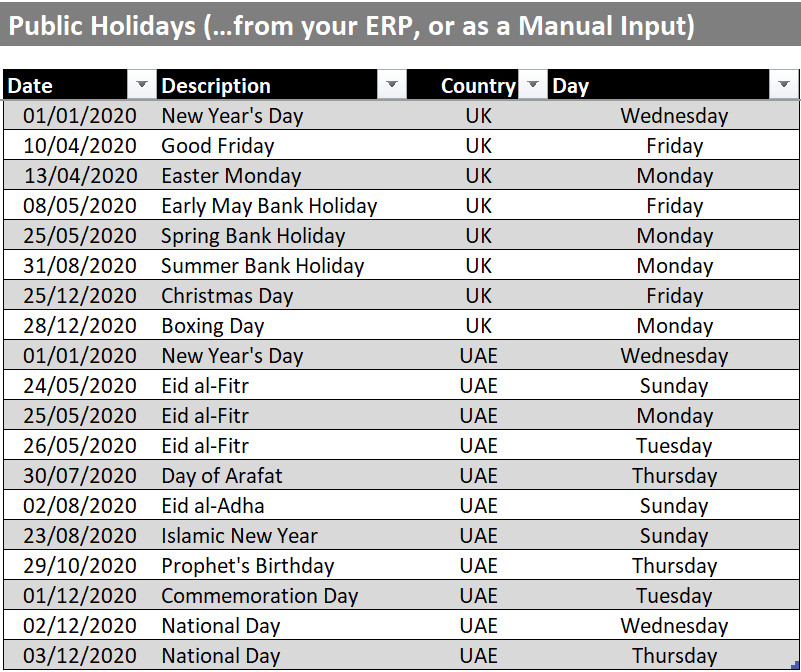 Public Holidays (...from your ERP, or as a Manual Input)
Date Description Country Day
01/01/2020 New Year's Day UK Wednesday
10/04/2020 Good Friday UK Friday
13/04/2020 Easter Monday UK Monday
08/05/2020 Early May Bank Holiday UK Friday
25/05/2020 Spring Bank Holiday UK Monday
31/08/2020 Summer Bank Holiday UK Monday
25/12/2020 Christmas Day UK Friday
28/12/2020 Boxing Day UK Monday
01/01/2020 New Year's Day UAE Wednesday
24/05/2020 Eid al-Fitr UAE Sunday
25/05/2020 Eid al-Fitr UAE Monday
26/05/2020 Eid al-Fitr UAE Tuesday
30/07/2020 Day of Arafat UAE Thursday
02/08/2020 Eid al-Adha UAE Sunday
23/08/2020 Islamic New Year UAE Sunday
29/10/2020 Prophet's Birthday UAE Thursday
01/12/2020 Commemoration Day UAE Tuesday
02/12/2020 National Day UAE Wednesday
03/12/2020 National Day UAE Thursday